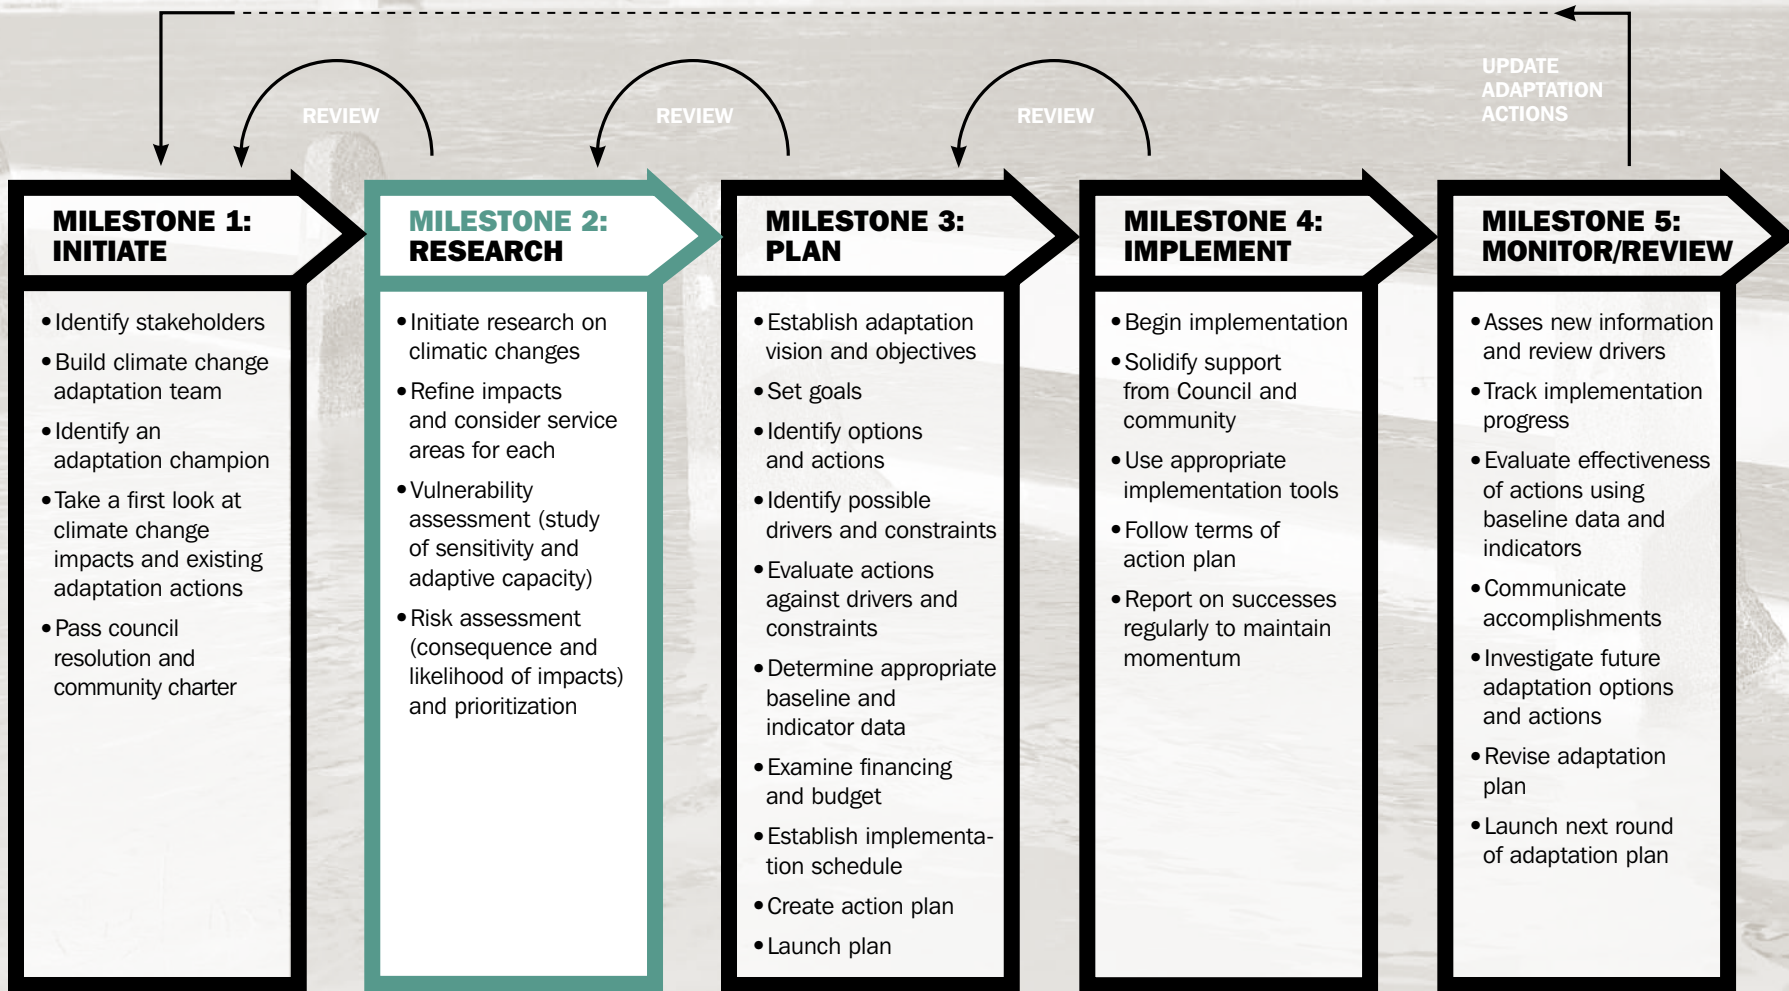 UPDATE
ADAPTATION
ACTIONS
REVIEW
REVIEW
REVIEW
MILESTONE 1:
INITIATE
•Identify stakeholders
•Build climate change
adaptation team
•Identify an
adaptation champion
•Take a first look at
climate change
impacts and existing
adaptation actions
•Pass council
resolution and
community charter
MILESTONE 2:
RESEARCH
•Initiate research on
climatic changes
•Refine impacts
and consider service
areas for each
•Vulnerability
assessment (study
of sensitivity and
adaptive capacity)
•Risk assessment
(consequence and
likelihood of impacts)
and prioritization
MILESTONE 3:
PLAN
•Establish adaptation
vision and objectives
•Set goals
•Identify options
and actions
•Identify possible
drivers and constraints
•Evaluate actions
against drivers and
constraints
•Determine appropriate
baseline and
indicator data
•Examine financing
and budget
•Establish implementa-
tion schedule
•Create action plan
•Launch plan
MILESTONE 4:
IMPLEMENT
•Begin implementation
•Solidify support
from Council and
community
•Use appropriate
implementation tools
•Follow terms of
action plan
•Report on successes
regularly to maintain
momentum
MILESTONE 5:
MONITOR/REVIEW
•Asses new information
and review drivers
•Track implementation
progress
•Evaluate effectiveness
of actions using
baseline data and
indicators
•Communicate
accomplishments
•Investigate future
adaptation options
and actions
•Revise adaptation
plan
•Launch next round
of adaptation plan